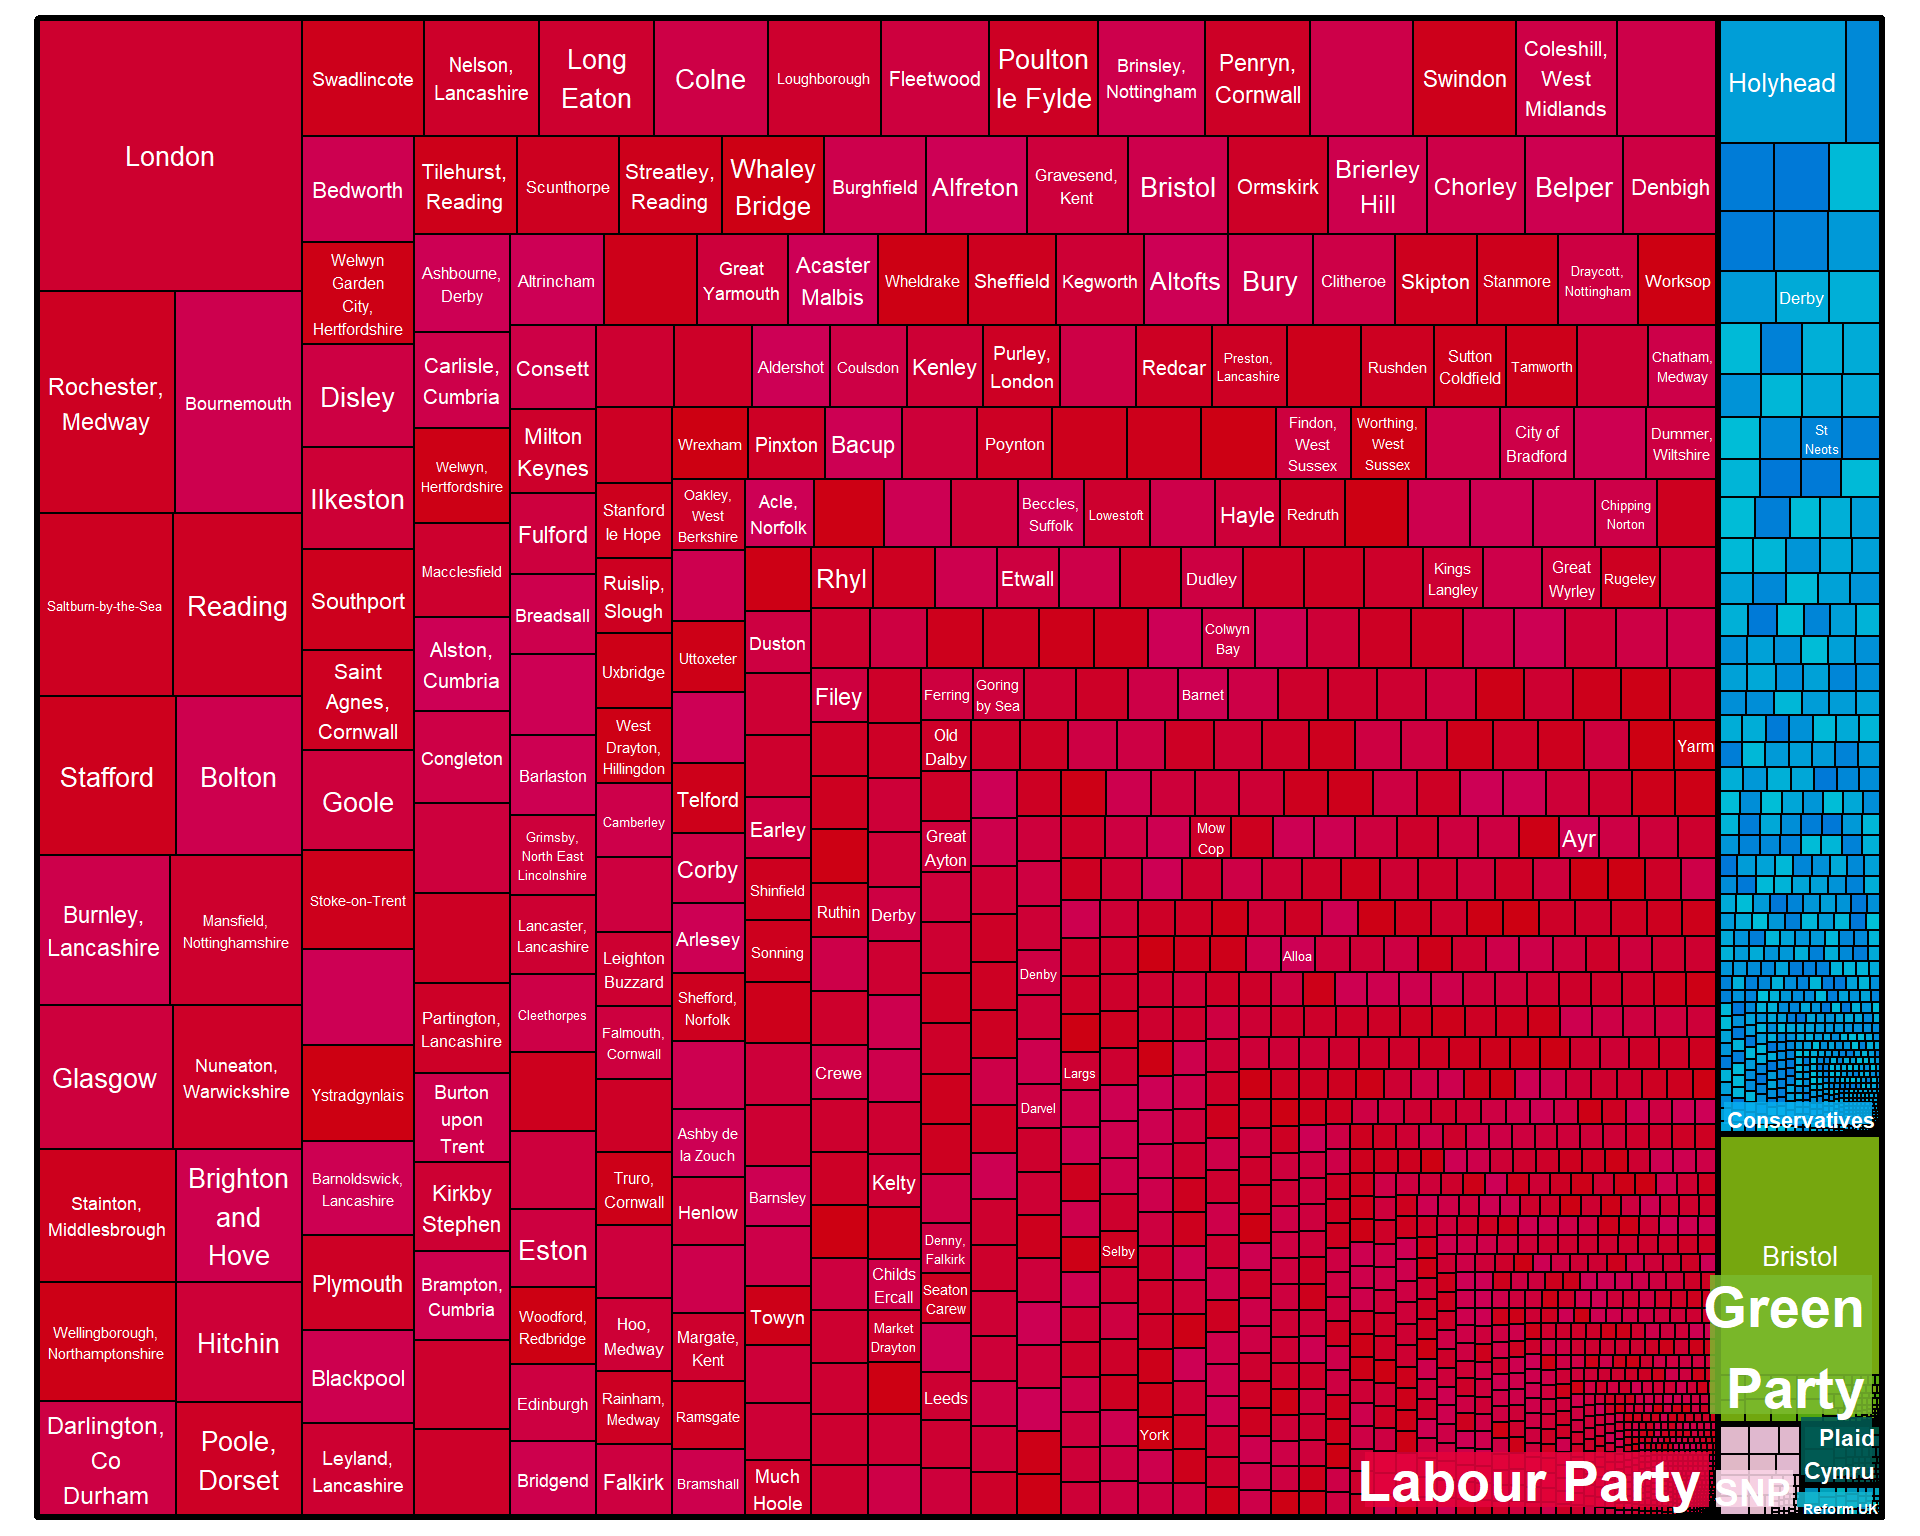 London
Swadlincote
Nelson,
Lancashire
Long
Eaton
Colne
Loughborough
Fleetwood
Poulton
le Fylde
Brinsley,
Nottingham
Penryn,
Cornwall
Swindon
Coleshill,
West
Midlands
Holyhead
Bedworth
Tilehurst,
Reading
Scunthorpe
Streatley,
Reading
Whaley
Bridge
Burghfield
Alfreton
Gravesend,
Kent
Bristol
Ormskirk
Brierley
Hill
Chorley
Belper
Denbigh
Welwyn
Garden
City,
Hertfordshire
Ashbourne,
Derby
Altrincham
Great
Yarmouth
Acaster
Malbis
Wheldrake
Sheffield
Kegworth
Altofts
Bury
Clitheroe
Skipton
Stanmore
Draycott,
Nottingham
Worksop
Derby
Rochester,
Medway
Bournemouth
Disley
Carlisle,
Cumbria
Consett
Aldershot
Coulsdon
Kenley
Purley,
London
Redcar
Preston,
Lancashire
Rushden
Sutton
Coldfield
Tamworth
Chatham,
Medway
Milton
Keynes
Wrexham
Pinxton
Bacup
Poynton
Findon,
West
Sussex
Worthing,
West
Sussex
City of
Bradford
Dummer,
Wiltshire
St
Neots
Ilkeston
Welwyn,
Hertfordshire
Fulford
Stanford
le Hope
Oakley,
West
Berkshire
Acle,
Norfolk
Beccles,
Suffolk
Lowestoft
Hayle
Redruth
Chipping
Norton
Saltburn-by-the-Sea
Reading
Southport
Macclesfield
Breadsall
Ruislip,
Slough
Rhyl
Etwall
Dudley
Kings
Langley
Great
Wyrley
Rugeley
Alston,
Cumbria
Uxbridge
Uttoxeter
Duston
Colwyn
Bay
Saint
Agnes,
Cornwall
Filey
Ferring
Goring
by Sea
Barnet
Stafford
Bolton
Goole
Congleton
Barlaston
West
Drayton,
Hillingdon
Telford
Old
Dalby
Yarm
Camberley
Earley
Great
Ayton
Mow
Cop
Ayr
Burnley,
Lancashire
Mansfield,
Nottinghamshire
Stoke-on-Trent
Grimsby,
North East
Lincolnshire
Corby
Shinfield
Ruthin
Derby
Lancaster,
Lancashire
Leighton
Buzzard
Arlesey
Sonning
Alloa
Denby
Glasgow
Nuneaton,
Warwickshire
Ystradgynlais
Partington,
Lancashire
Cleethorpes
Falmouth,
Cornwall
Shefford,
Norfolk
Crewe
Largs
Darvel
Burton
upon
Trent
Ashby de
la Zouch
Conservatives
Stainton,
Middlesbrough
Brighton
and
Hove
Barnoldswick,
Lancashire
Kirkby
Stephen
Truro,
Cornwall
Henlow
Barnsley
Kelty
Eston
Denny,
Falkirk
Selby
Bristol
Plymouth
Brampton,
Cumbria
Childs
Ercall
Seaton
Carew
Green
Party
Wellingborough,
Northamptonshire
Hitchin
Blackpool
Woodford,
Redbridge
Hoo,
Medway
Margate,
Kent
Towyn
Market
Drayton
Edinburgh
Rainham,
Medway
Ramsgate
Leeds
York
Darlington,
Co
Durham
Poole,
Dorset
Leyland,
Lancashire
Bridgend
Falkirk
Bramshall
Much
Hoole
Labour Party
SNP
Plaid
Cymru
Reform UK